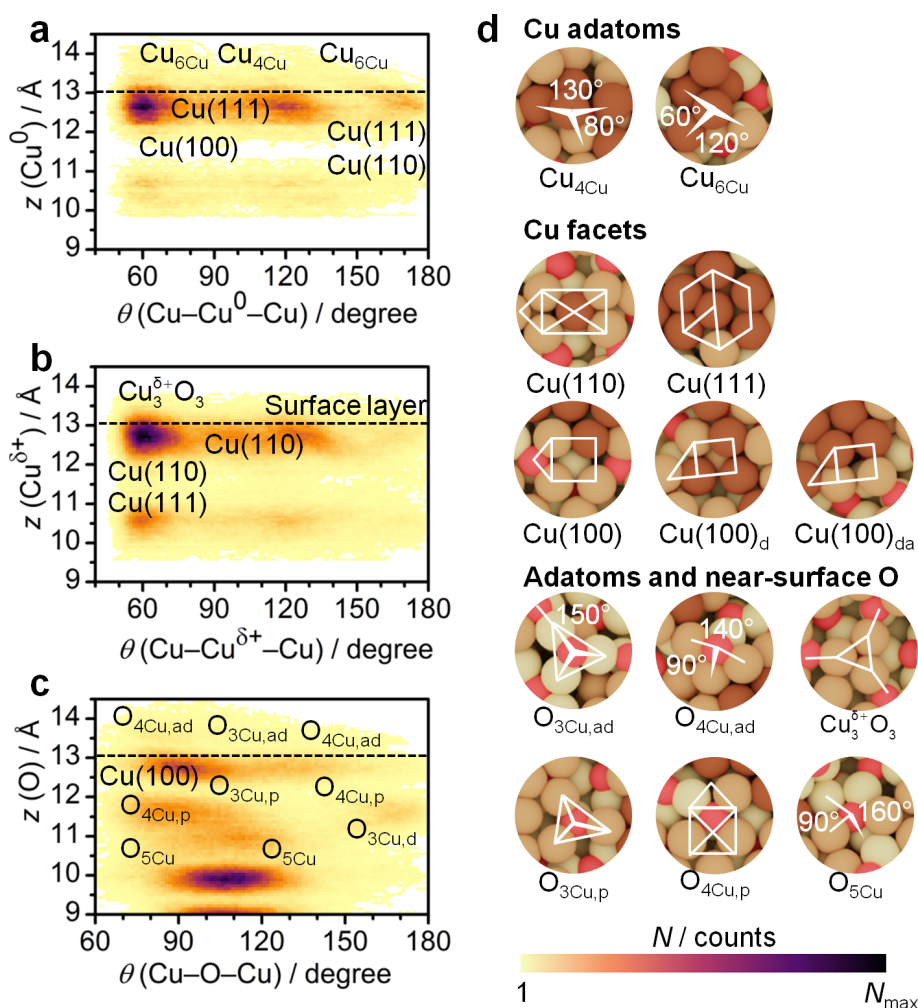 a
14
13
12
11
10
9
z (Cu⁰) / Å
Cu₆Cu Cu₄Cu Cu₆Cu
Cu(111)
Cu(100)
Cu(111)
Cu(110)
60 90 120 150 180
θ (Cu–Cu⁰–Cu) / degree
b
14
13
12
11
10
9
z (Cuᵟ⁺) / Å
Cu₃ᵟ⁺O₃
Surface layer
Cu(110)
Cu(110)
Cu(111)
60 90 120 150 180
θ (Cu–Cuᵟ⁺–Cu) / degree
c
14
13
12
11
10
9
z (O) / Å
O4Cu,ad O3Cu,ad O4Cu,ad
Cu(100)
O4Cu,p O3Cu,p O4Cu,p
O3Cu,d
O5Cu O5Cu
60 90 120 150 180
θ (Cu–O–Cu) / degree
d
Cu adatoms
130°
80°
60°
120°
Cu₄Cu Cu₆Cu
Cu facets
Cu(110) Cu(111)
Cu(100) Cu(100)d Cu(100)da
Adatoms and near-surface O
150°
140°
90°
O3Cu,ad O4Cu,ad Cu₃ᵟ⁺O₃
90° 160°
O3Cu,p O4Cu,p O5Cu
N / counts
1 Nmax